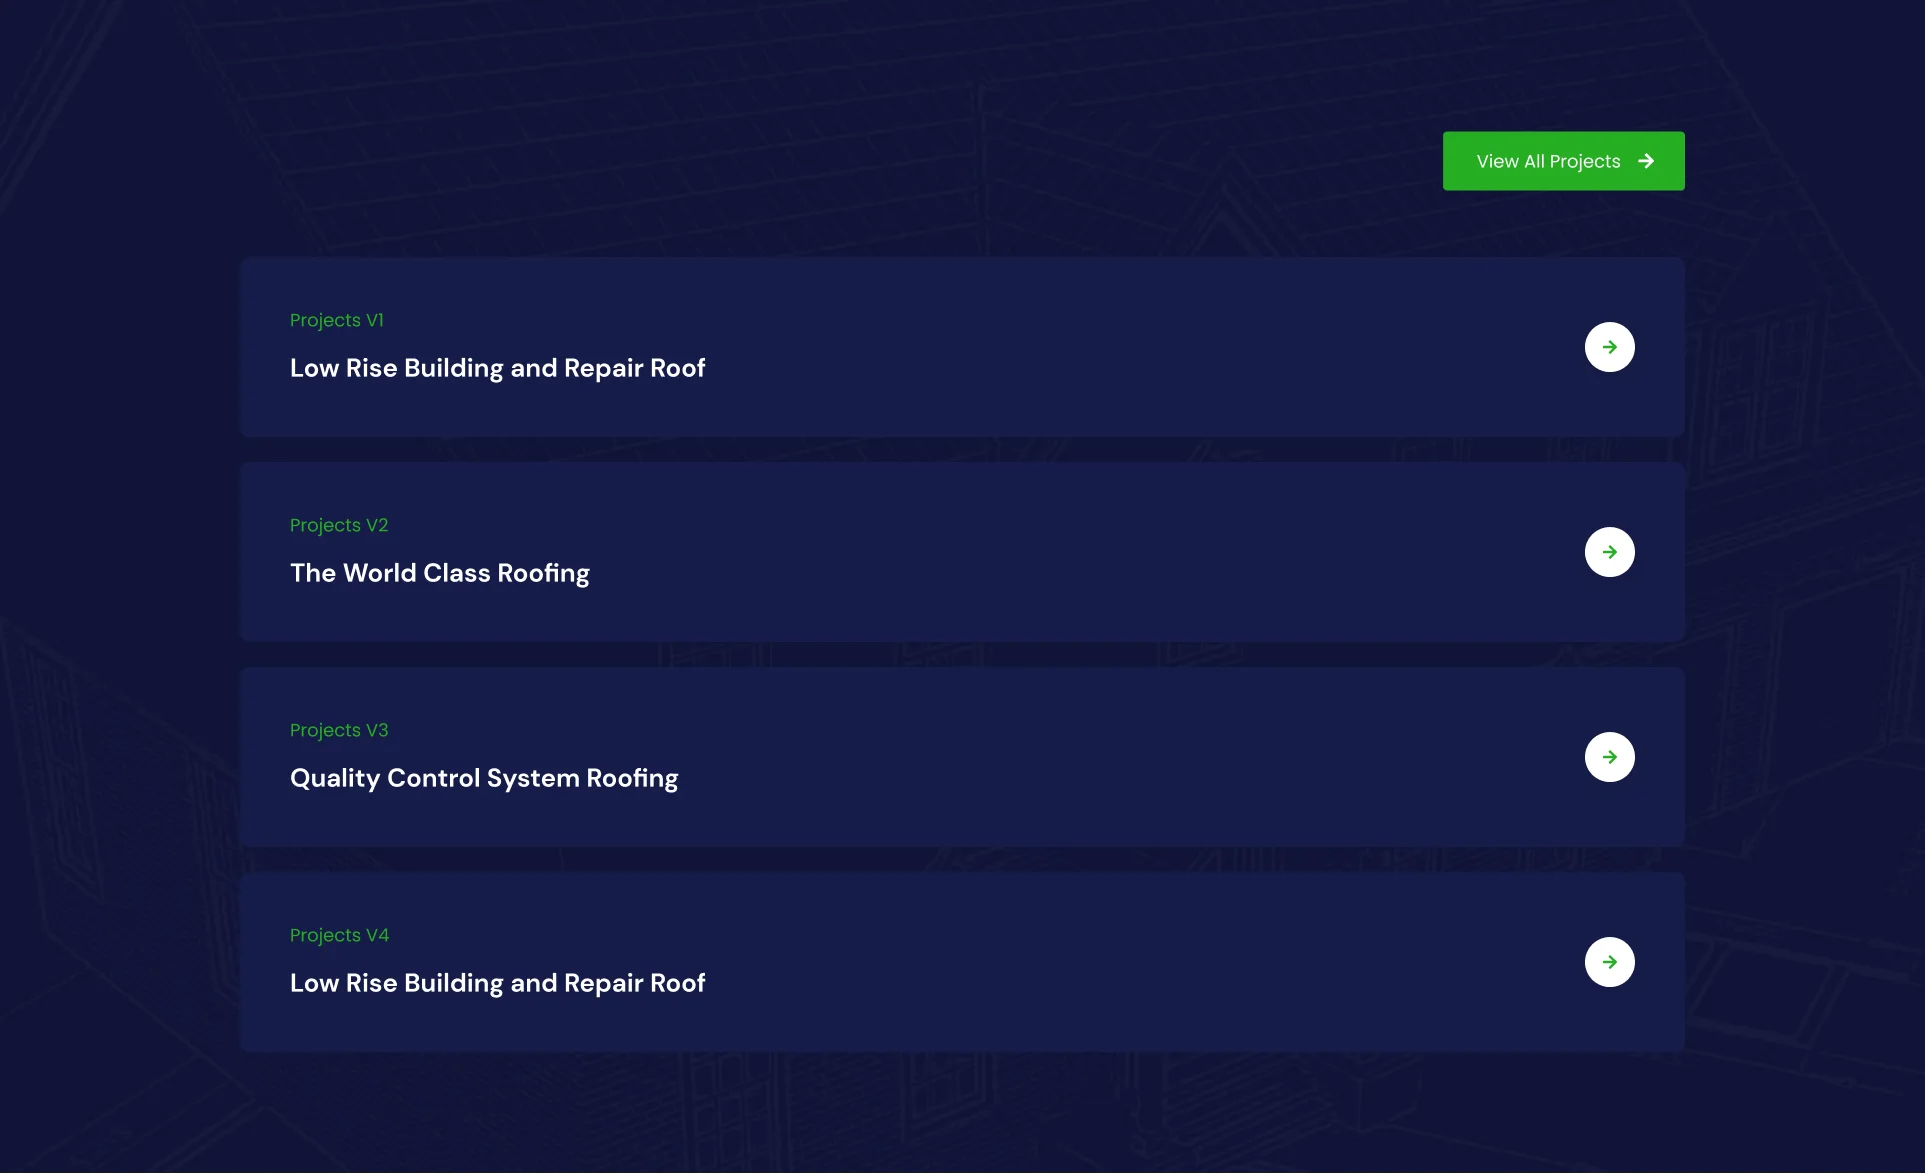 View All Projects
Projects V1
Low Rise Building and Repair Roof
Projects V2
The World Class Roofing
Projects V3
Quality Control System Roofing
Projects V4
Low Rise Building and Repair Roof